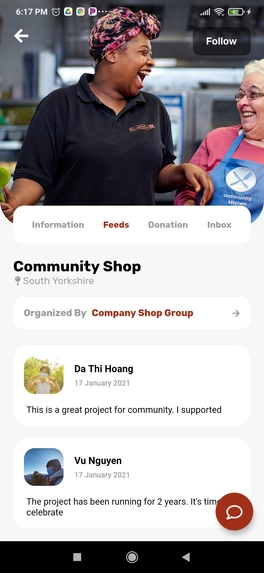 6:17 PM
Follow
community
kitchen
Information Feeds Donation Inbox
Community Shop
South Yorkshire
Organized By Company Shop Group
Da Thi Hoang
17 January 2021
This is a great project for community. I supported
Vu Nguyen
17 January 2021
The project has been running for 2 years. It's time
celebrate